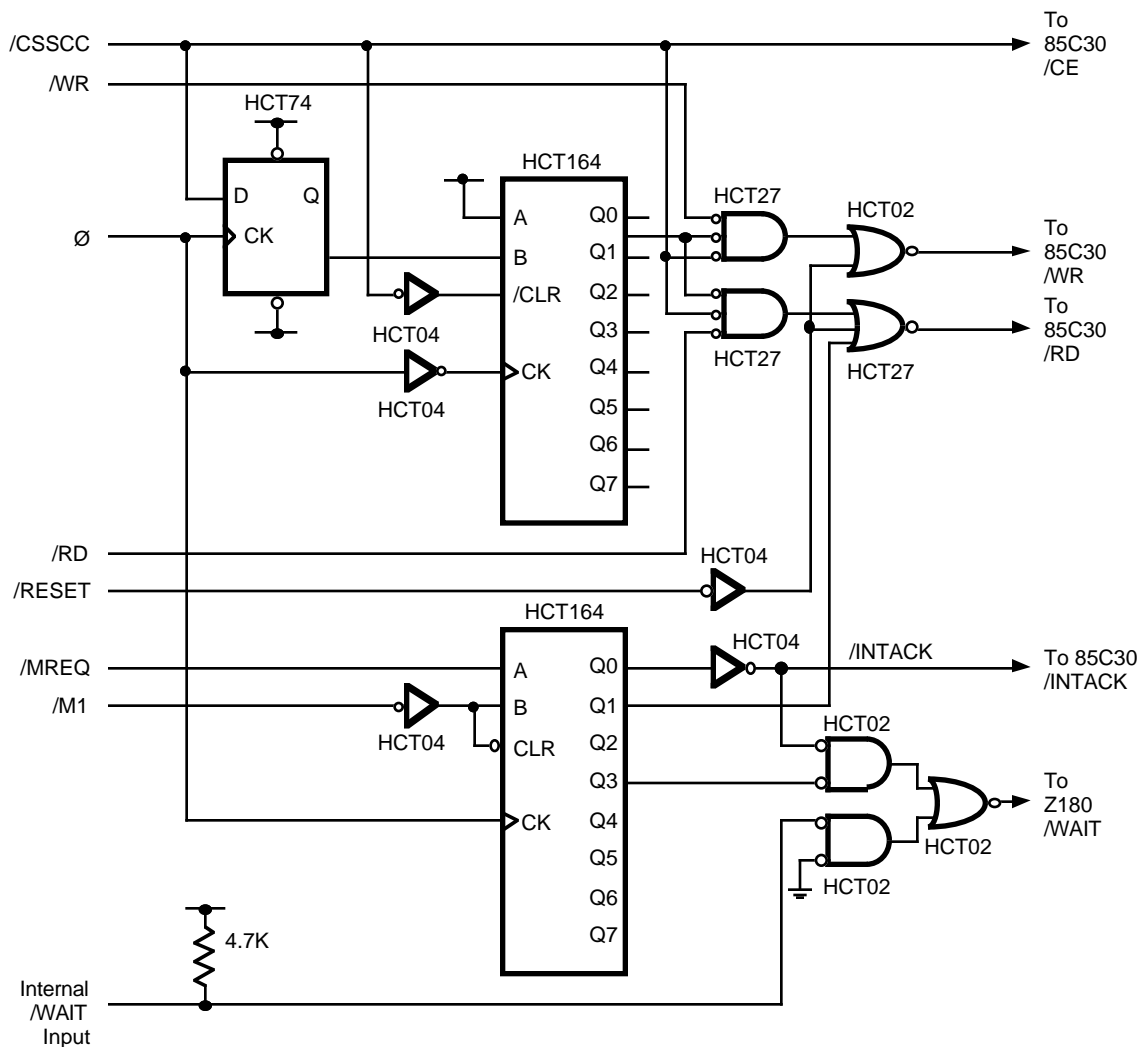 /CSSCC
To
85C30
/CE
/WR
HCT74
D
Q
CK
Ø
HCT164
A
B
/CLR
CK
Q0
Q1
Q2
Q3
Q4
Q5
Q6
Q7
HCT04
HCT04
HCT27
HCT27
HCT02
HCT27
To
85C30
/WR
To
85C30
/RD
/RD
/RESET
HCT04
HCT164
/MREQ
/M1
HCT04
A
B
CLR
CK
Q0
Q1
Q2
Q3
Q4
Q5
Q6
Q7
HCT04
/INTACK
To 85C30
/INTACK
HCT02
HCT02
HCT02
To
Z180
/WAIT
4.7K
Internal
/WAIT
Input